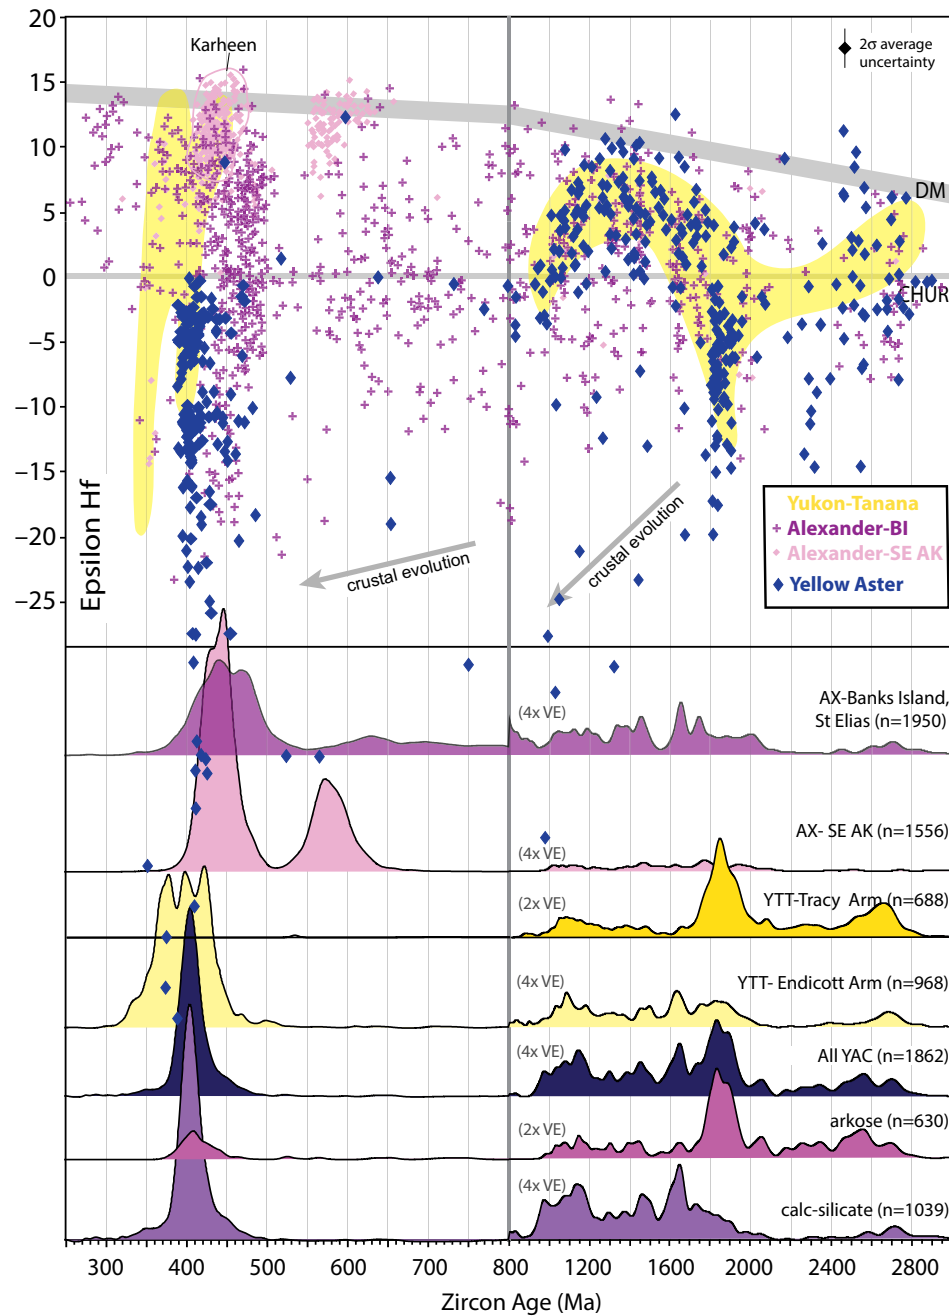 20
15
10
5
0
−5
−10
−15
−20
−25
Epsilon Hf
Karheen
2σ average
uncertainty
DM
CHUR
Yukon-Tanana
Alexander-BI
Alexander-SE AK
Yellow Aster
crustal evolution
crustal evolution
AX-Banks Island,
St Elias (n=1950)
(4x VE)
AX- SE AK (n=1556)
(4x VE)
YTT-Tracy Arm (n=688)
(2x VE)
YTT- Endicott Arm (n=968)
(4x VE)
All YAC (n=1862)
(4x VE)
arkose (n=630)
(2x VE)
calc-silicate (n=1039)
(4x VE)
300 400 500 600 700 800 1200 1600 2000 2400 2800
Zircon Age (Ma)